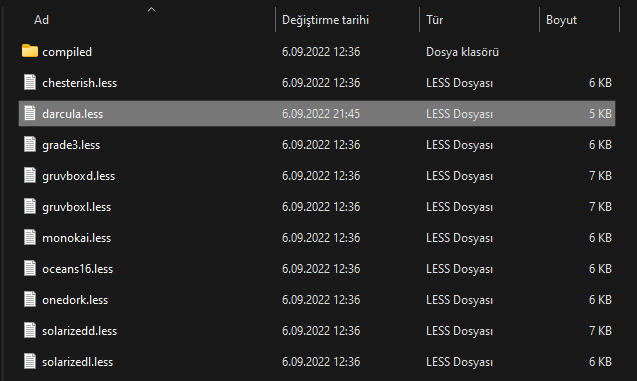 Ad Değiştirme tarihi Tür Boyut
compiled 6.09.2022 12:36 Dosya klasörü
chesterish.less 6.09.2022 12:36 LESS Dosyası 6 KB
darcula.less 6.09.2022 21:45 LESS Dosyası 5 KB
grade3.less 6.09.2022 12:36 LESS Dosyası 6 KB
gruvboxd.less 6.09.2022 12:36 LESS Dosyası 7 KB
gruvboxl.less 6.09.2022 12:36 LESS Dosyası 7 KB
monokai.less 6.09.2022 12:36 LESS Dosyası 6 KB
oceans16.less 6.09.2022 12:36 LESS Dosyası 6 KB
onedork.less 6.09.2022 12:36 LESS Dosyası 6 KB
solarizedd.less 6.09.2022 12:36 LESS Dosyası 7 KB
solarizedl.less 6.09.2022 12:36 LESS Dosyası 6 KB